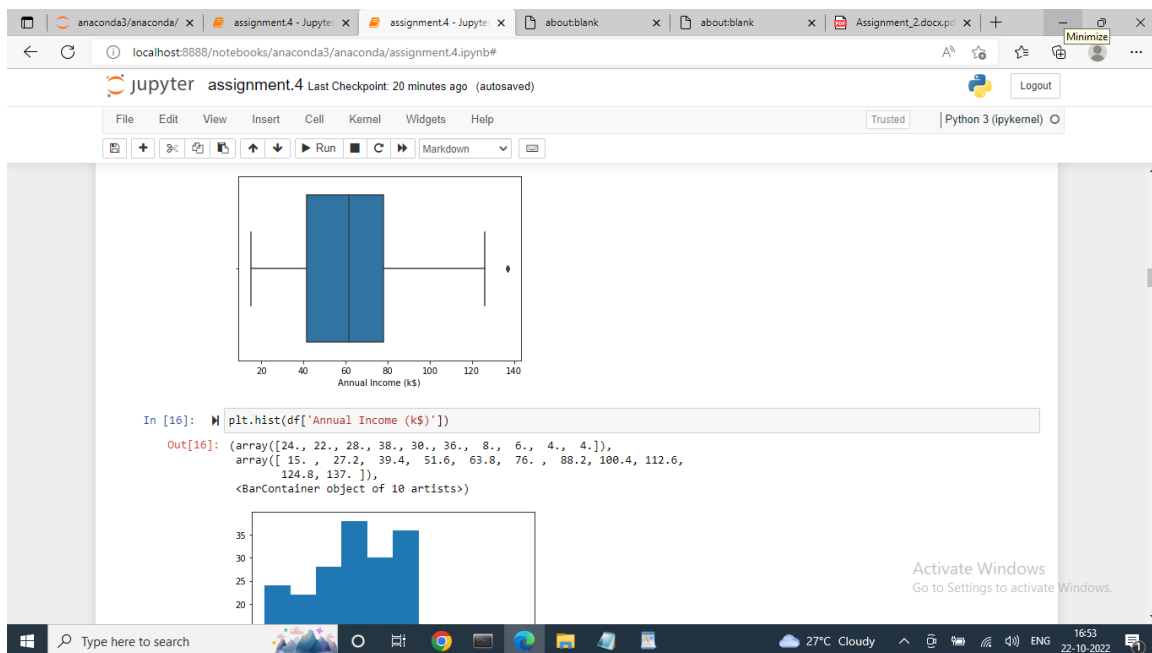 anaconda3/anaconda/
assignment.4 - Jupyte
assignment.4 - Jupyte
about:blank
about:blank
Assignment_2.docx.pd
Minimize
localhost:8888/notebooks/anaconda3/anaconda/assignment.4.ipynb#
jupyter assignment.4 Last Checkpoint: 20 minutes ago (autosaved)
Logout
File Edit View Insert Cell Kernel Widgets Help
Trusted
Python 3 (ipykernel)
Run
Markdown
20 40 60 80 100 120 140
Annual Income (k$)
In [16]: plt.hist(df['Annual Income (k$)'])
Out[16]: (array([24., 22., 28., 38., 30., 36., 8., 6., 4., 4.]),
array([ 15. , 27.2, 39.4, 51.6, 63.8, 76. , 88.2, 100.4, 112.6,
124.8, 137. ]),
<BarContainer object of 10 artists>)
35
30
25
20
Activate Windows
Go to Settings to activate Windows.
Type here to search
27°C Cloudy
ENG
16:53
22-10-2022